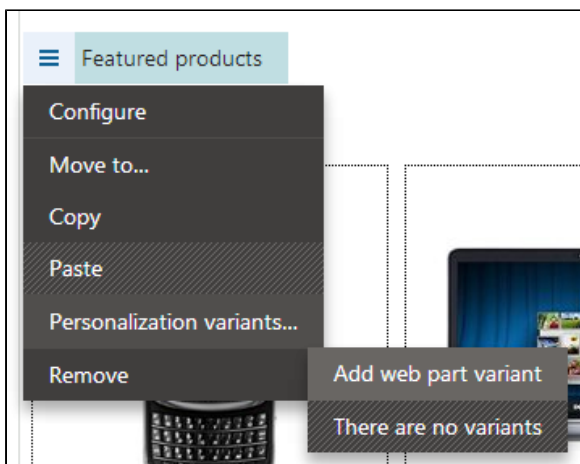 Featured products
Configure
Move to...
Copy
Paste
Personalization variants...
Remove
Add web part variant
There are no variants